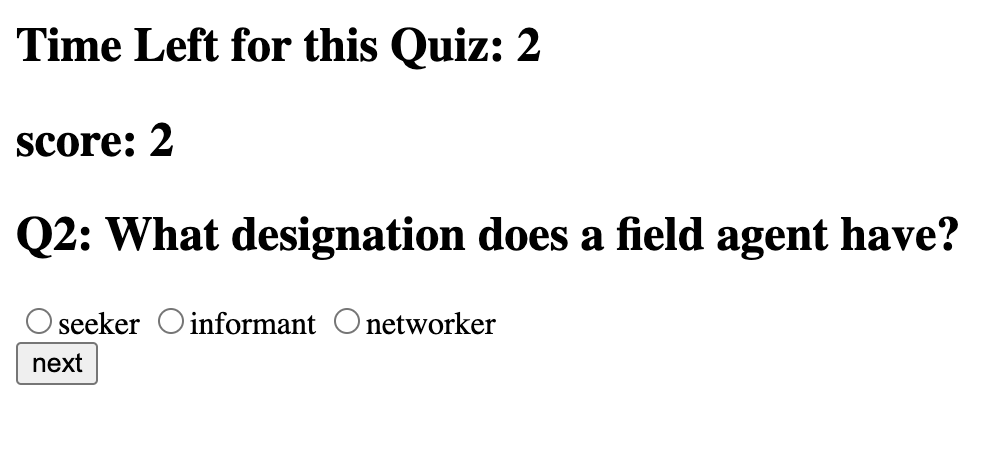 Time Left for this Quiz: 2
score: 2
Q2: What designation does a field agent have?
seeker informant networker
next